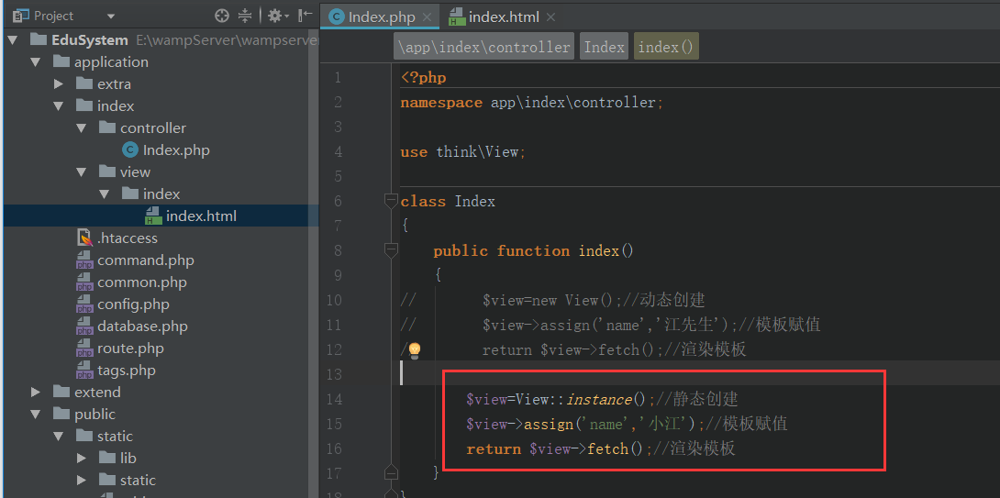 Project
EduSystem E:\wampServer\wampserver
application
extra
index
controller
Index.php
view
index
index.html
.htaccess
command.php
common.php
config.php
database.php
route.php
tags.php
extend
public
static
lib
static
Index.php
index.html
\app\index\controller
Index
index()
1 <?php
2 namespace app\index\controller;
3
4 use think\View;
5
6 class Index
7 {
8 public function index()
9 {
10 // $view=new View();//动态创建
11 // $view->assign('name','江先生');//模板赋值
12 / return $view->fetch();//渲染模板
13
14 $view=View::instance();//静态创建
15 $view->assign('name','小江');//模板赋值
16 return $view->fetch();//渲染模板
17 }
18 }